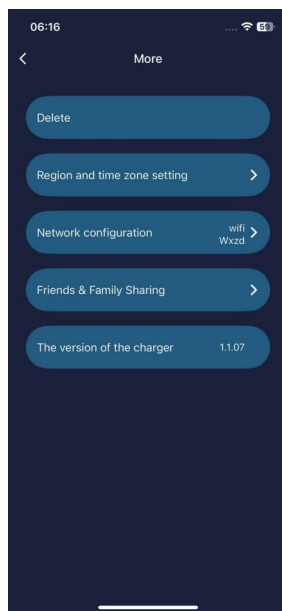 06:16
59
More
Delete
Region and time zone setting
Network configuration
wifi
Wxzd
Friends & Family Sharing
The version of the charger
1.1.07